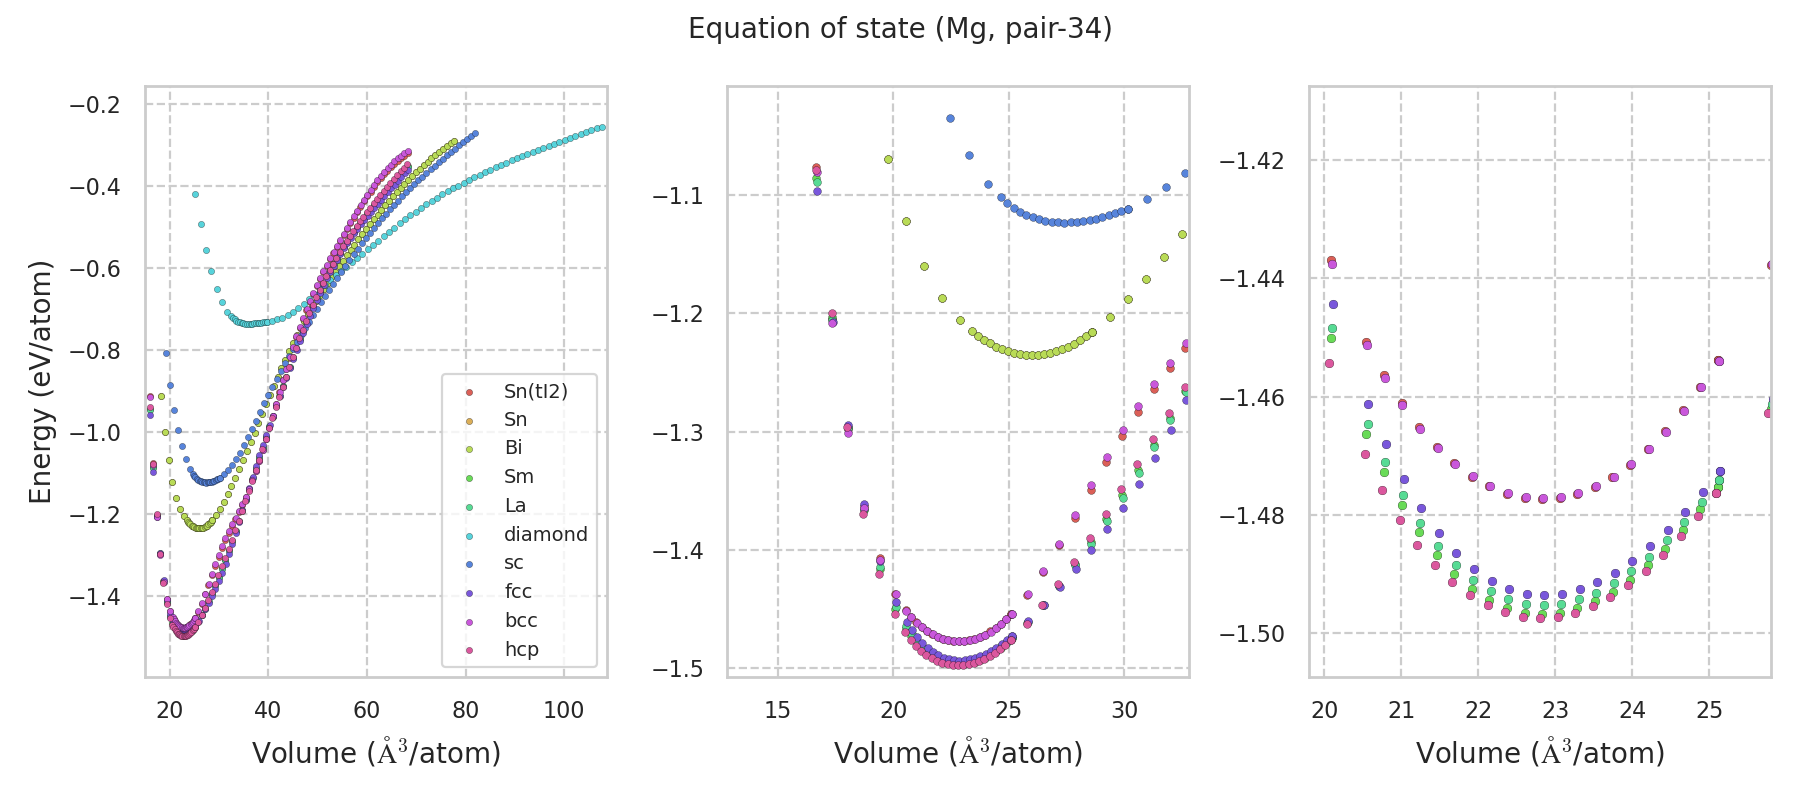 Equation of state (Mg, pair-34)
Energy (eV/atom)
−0.2
−0.4
−0.6
−0.8
−1.0
−1.2
−1.4
20 40 60 80 100
Volume (Å³/atom)
Sn(tI2)
Sn
Bi
Sm
La
diamond
sc
fcc
bcc
hcp
−1.1
−1.2
−1.3
−1.4
−1.5
15 20 25 30
Volume (Å³/atom)
−1.42
−1.44
−1.46
−1.48
−1.50
20 21 22 23 24 25
Volume (Å³/atom)